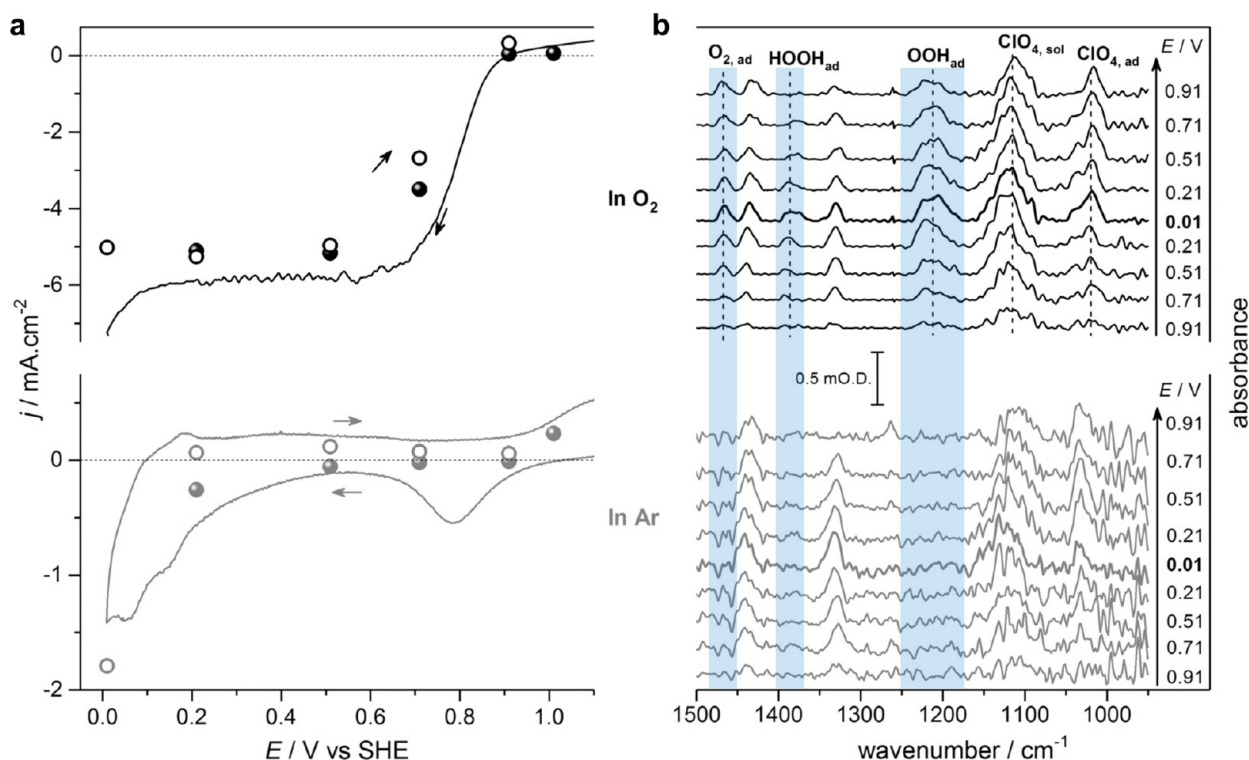 a
0
-2
-4
-6
0
-1
-2
j / mA.cm-2
0.0 0.2 0.4 0.6 0.8 1.0
E / V vs SHE
In O2
In Ar
b
O2, ad HOOHad OOHad ClO4, sol ClO4, ad
E / V
0.91
0.71
0.51
0.21
0.01
0.21
0.51
0.71
0.91
0.5 mO.D.
E / V
0.91
0.71
0.51
0.21
0.01
0.21
0.51
0.71
0.91
absorbance
1500 1400 1300 1200 1100 1000
wavenumber / cm-1